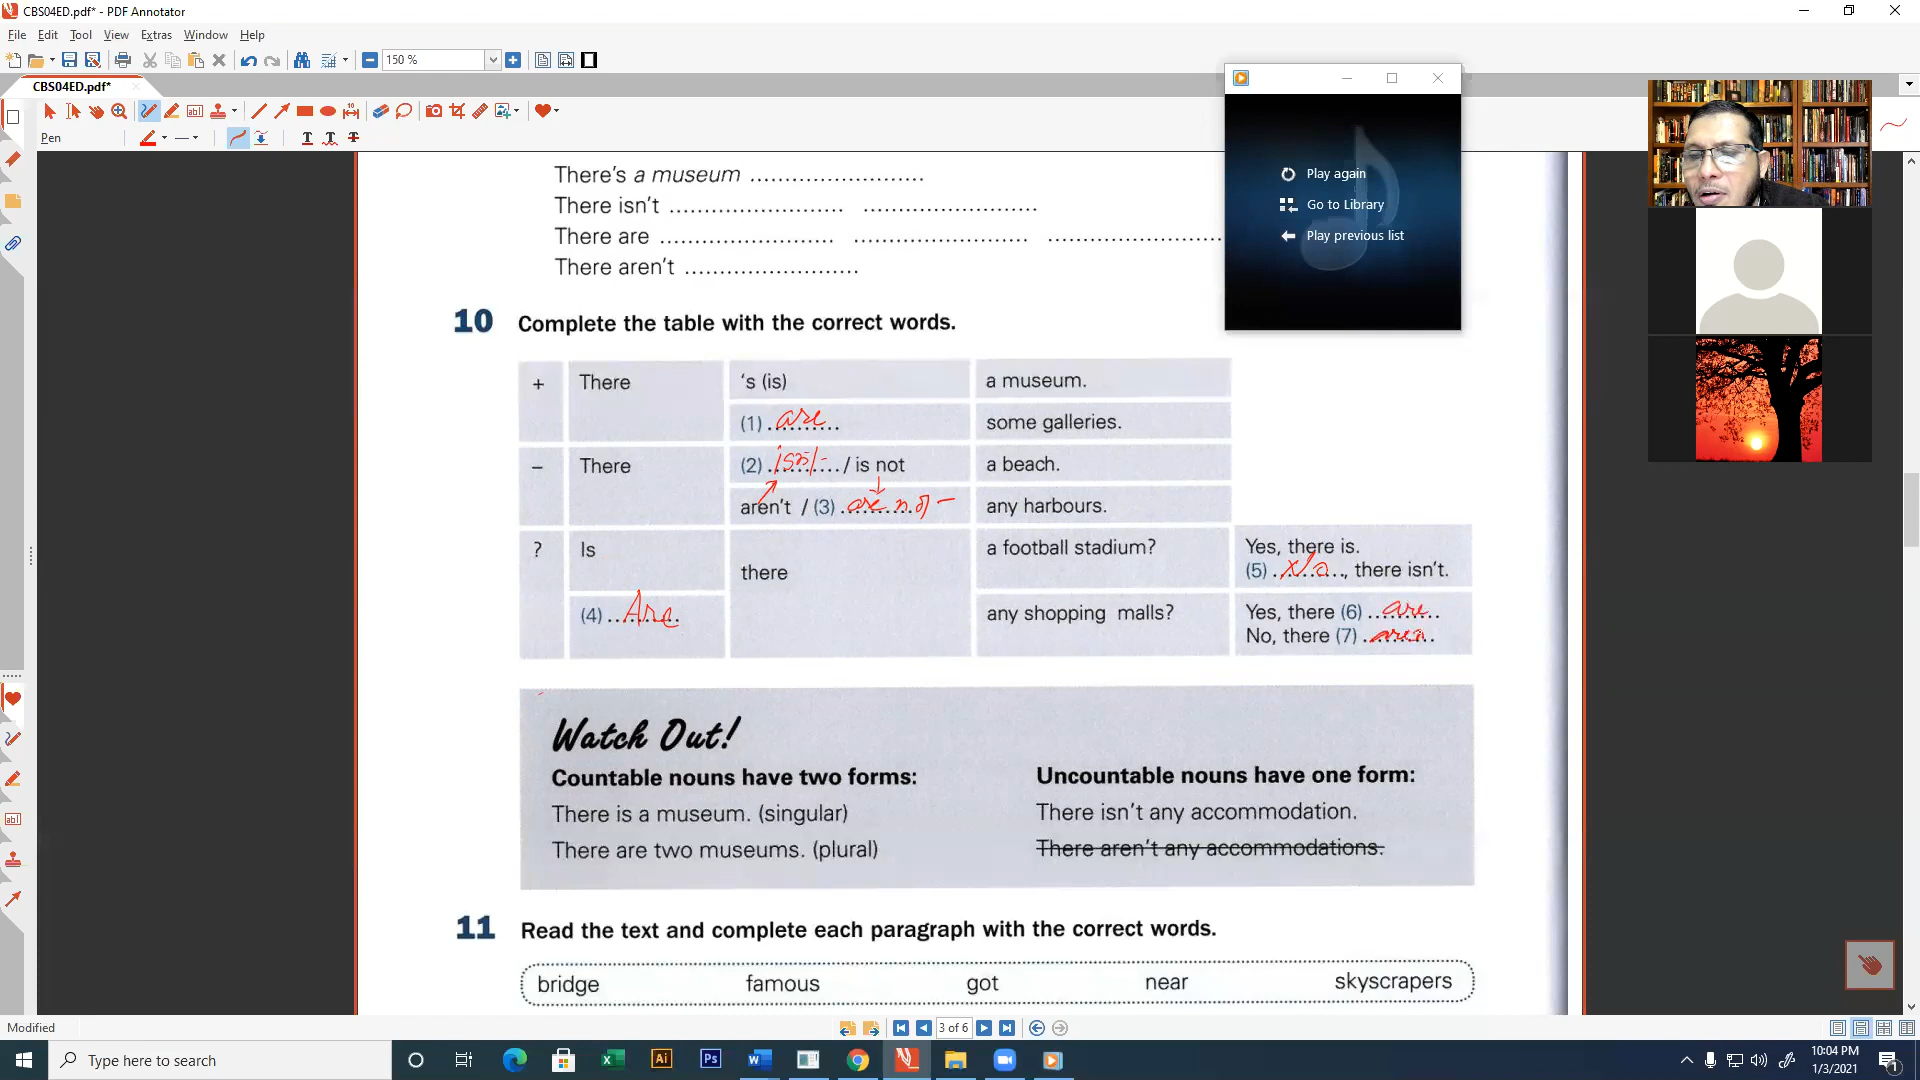 CBS04ED.pdf* - PDF Annotator
File Edit Tool View Extras Window Help
150 %
CBS04ED.pdf*
Pen
Play again
Go to Library
Play previous list
There's a museum ..........................
There isn't .......................... ..........................
There are .......................... .......................... ..........................
There aren't ..........................
10 Complete the table with the correct words.
+ There 's (is) a museum.
(1) are some galleries.
– There (2) isn't / is not a beach.
aren't / (3) are not any harbours.
? Is there a football stadium? Yes, there is.
(5) No, there isn't.
(4) Are any shopping malls? Yes, there (6) are
No, there (7) aren
Watch Out!
Countable nouns have two forms: Uncountable nouns have one form:
There is a museum. (singular) There isn't any accommodation.
There are two museums. (plural) There aren't any accommodations.
11 Read the text and complete each paragraph with the correct words.
bridge famous got near skyscrapers
Modified
3 of 6
Type here to search
10:04 PM
1/3/2021